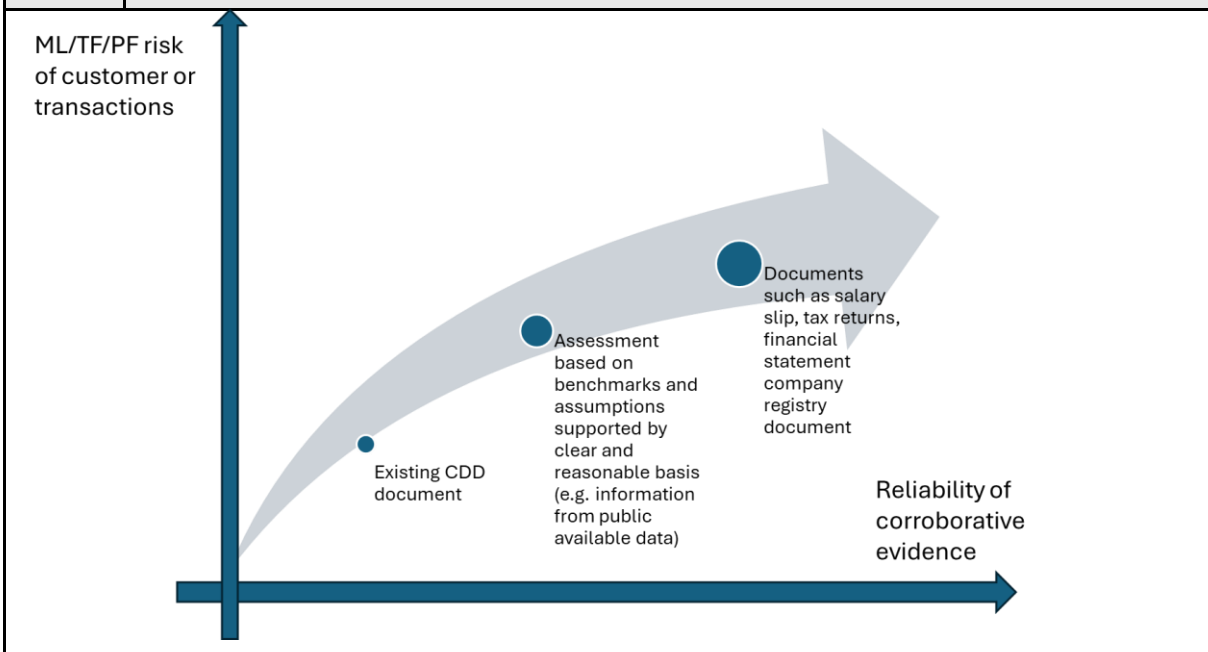 ML/TF/PF risk
of customer or
transactions
Documents
such as salary
slip, tax returns,
financial
statement
company
registry
document
Assessment
based on
benchmarks and
assumptions
supported by
clear and
reasonable basis
(e.g. information
from public
available data)
Existing CDD
document
Reliability of
corroborative
evidence